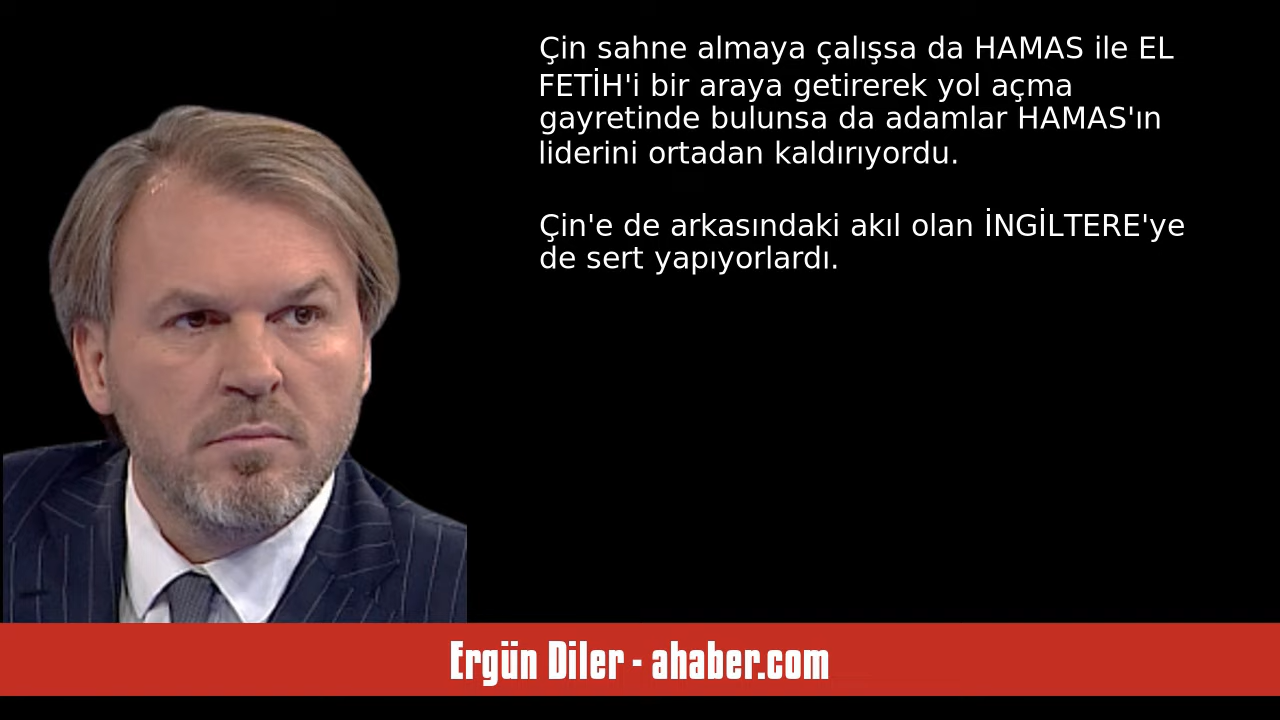 Çin sahne almaya çalışsa da HAMAS ile EL
FETİH'i bir araya getirerek yol açma
gayretinde bulunsa da adamlar HAMAS'ın
liderini ortadan kaldırıyordu.
Çin'e de arkasındaki akıl olan İNGİLTERE'ye
de sert yapıyorlardı.
Ergün Diler - ahaber.com